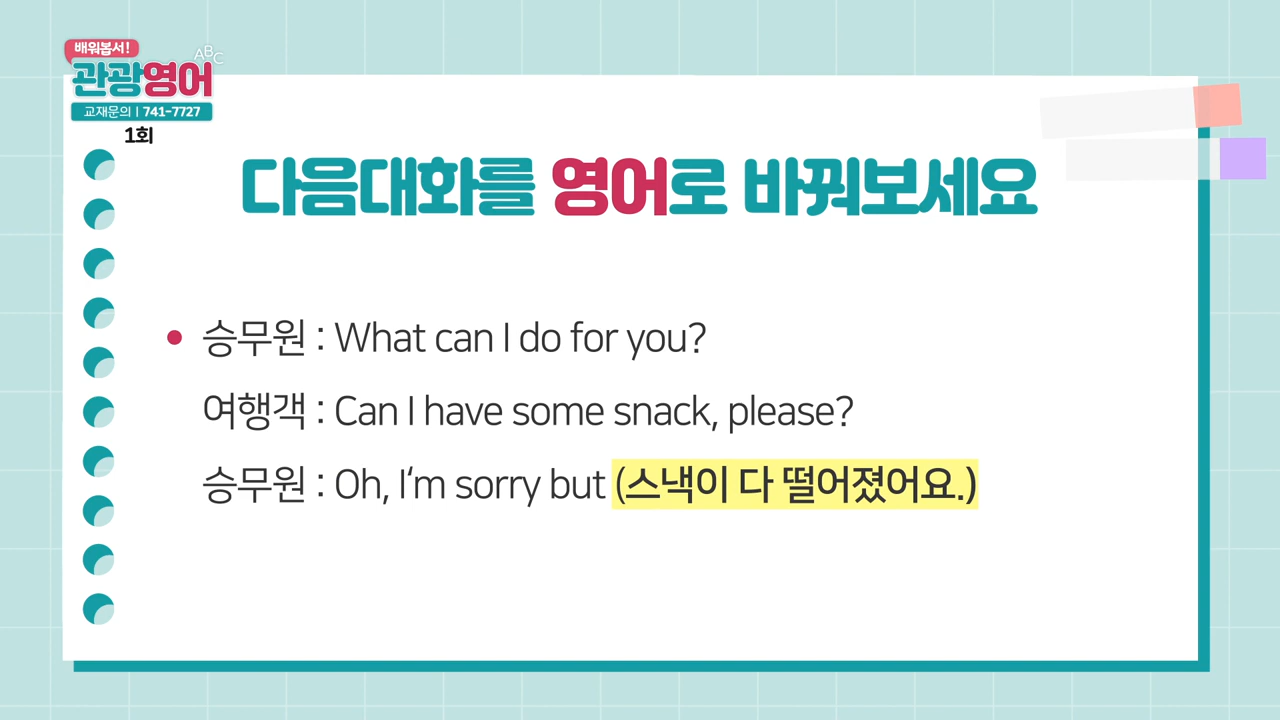 배워봅서!
ABC
관광영어
교재문의 | 741-7727
1회
다음대화를 영어로 바꿔보세요
• 승무원 : What can I do for you?
여행객 : Can I have some snack, please?
승무원 : Oh, I‘m sorry but (스낵이 다 떨어졌어요.)